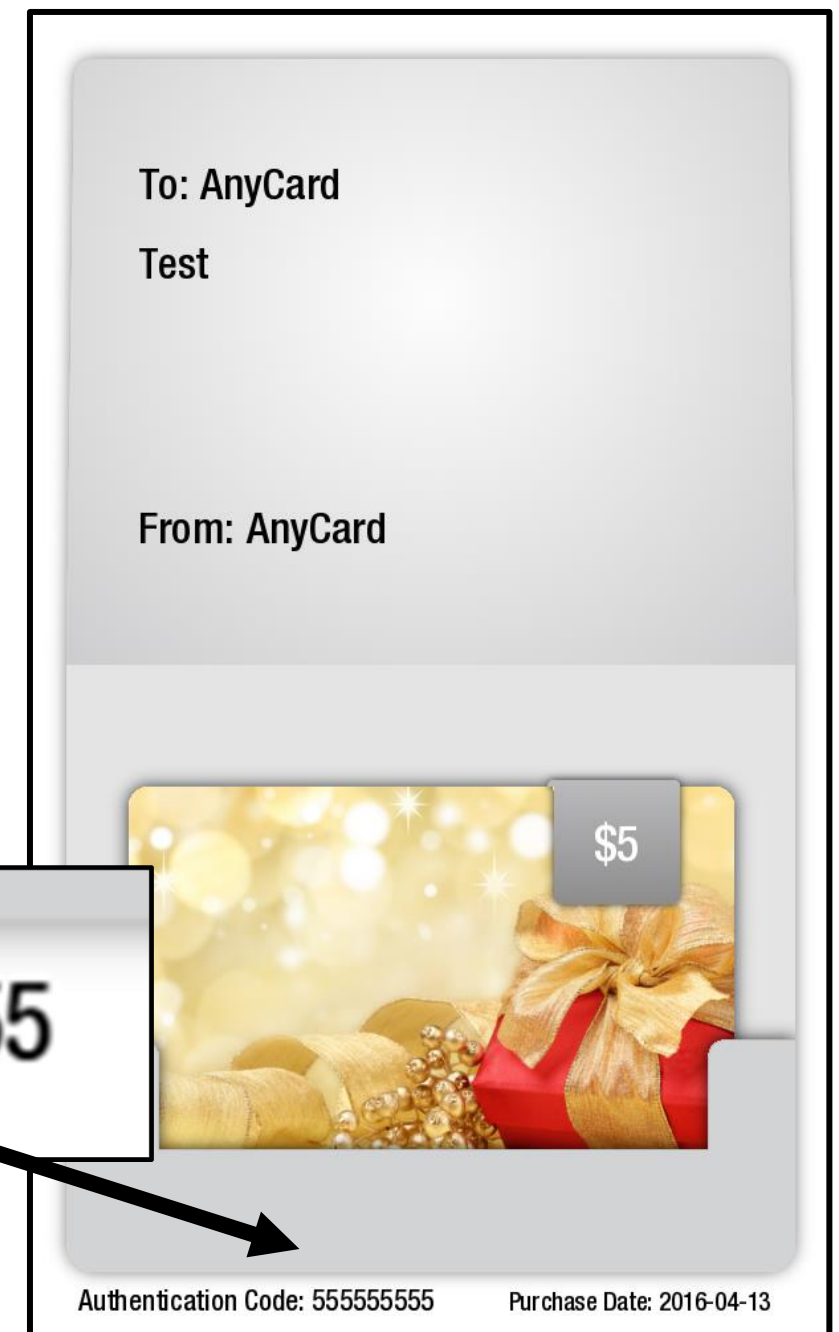 To: AnyCard
Test
From: AnyCard
$5
Authentication Code: 555555555
Purchase Date: 2016-04-13